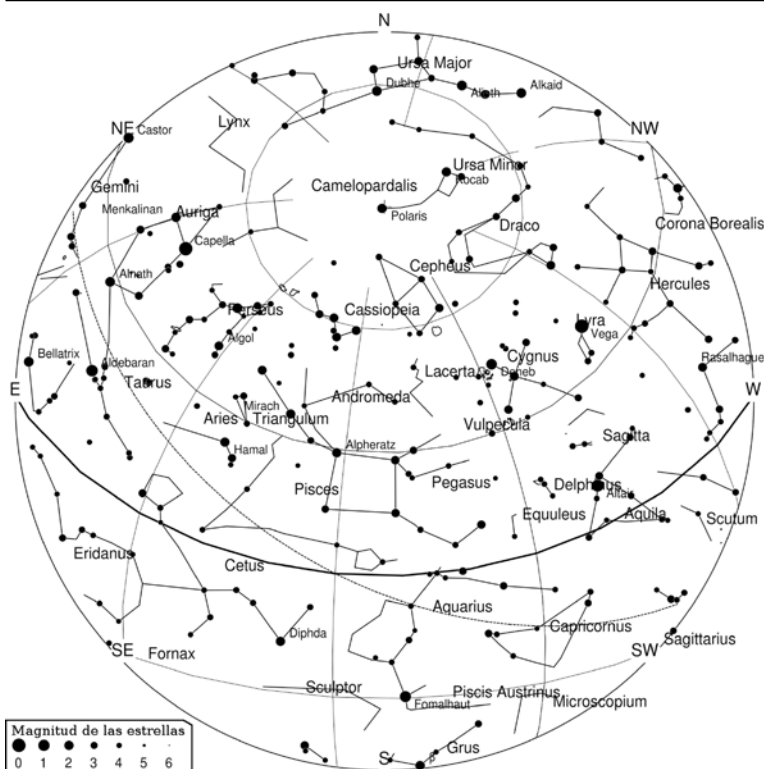 N
Ursa Major
Dubhe
Alioth
Alkaid
Lynx
NE
Castor
NW
Ursa Minor
Kocab
Camelopardalis
Gemini
Menkalinan
Auriga
Polaris
Draco
Corona Borealis
Capella
Alnath
Cepheus
Hercules
Perseus
Cassiopeia
Lyra
Vega
Algol
Bellatrix
Aldebaran
Cygnus
Lacerta
Deneb
Rasalhague
E
Taurus
W
Andromeda
Mirach
Aries
Triangulum
Vulpecula
Sagitta
Hamal
Alpheratz
Pisces
Pegasus
Delphinus
Altair
Equuleus
Aquila
Scutum
Eridanus
Cetus
Aquarius
Capricornus
Diphda
Sagittarius
SE
Fornax
SW
Sculptor
Piscis Austrinus
Fomalhaut
Microscopium
Magnitud de las estrellas
0 1 2 3 4 5 6
Grus
S